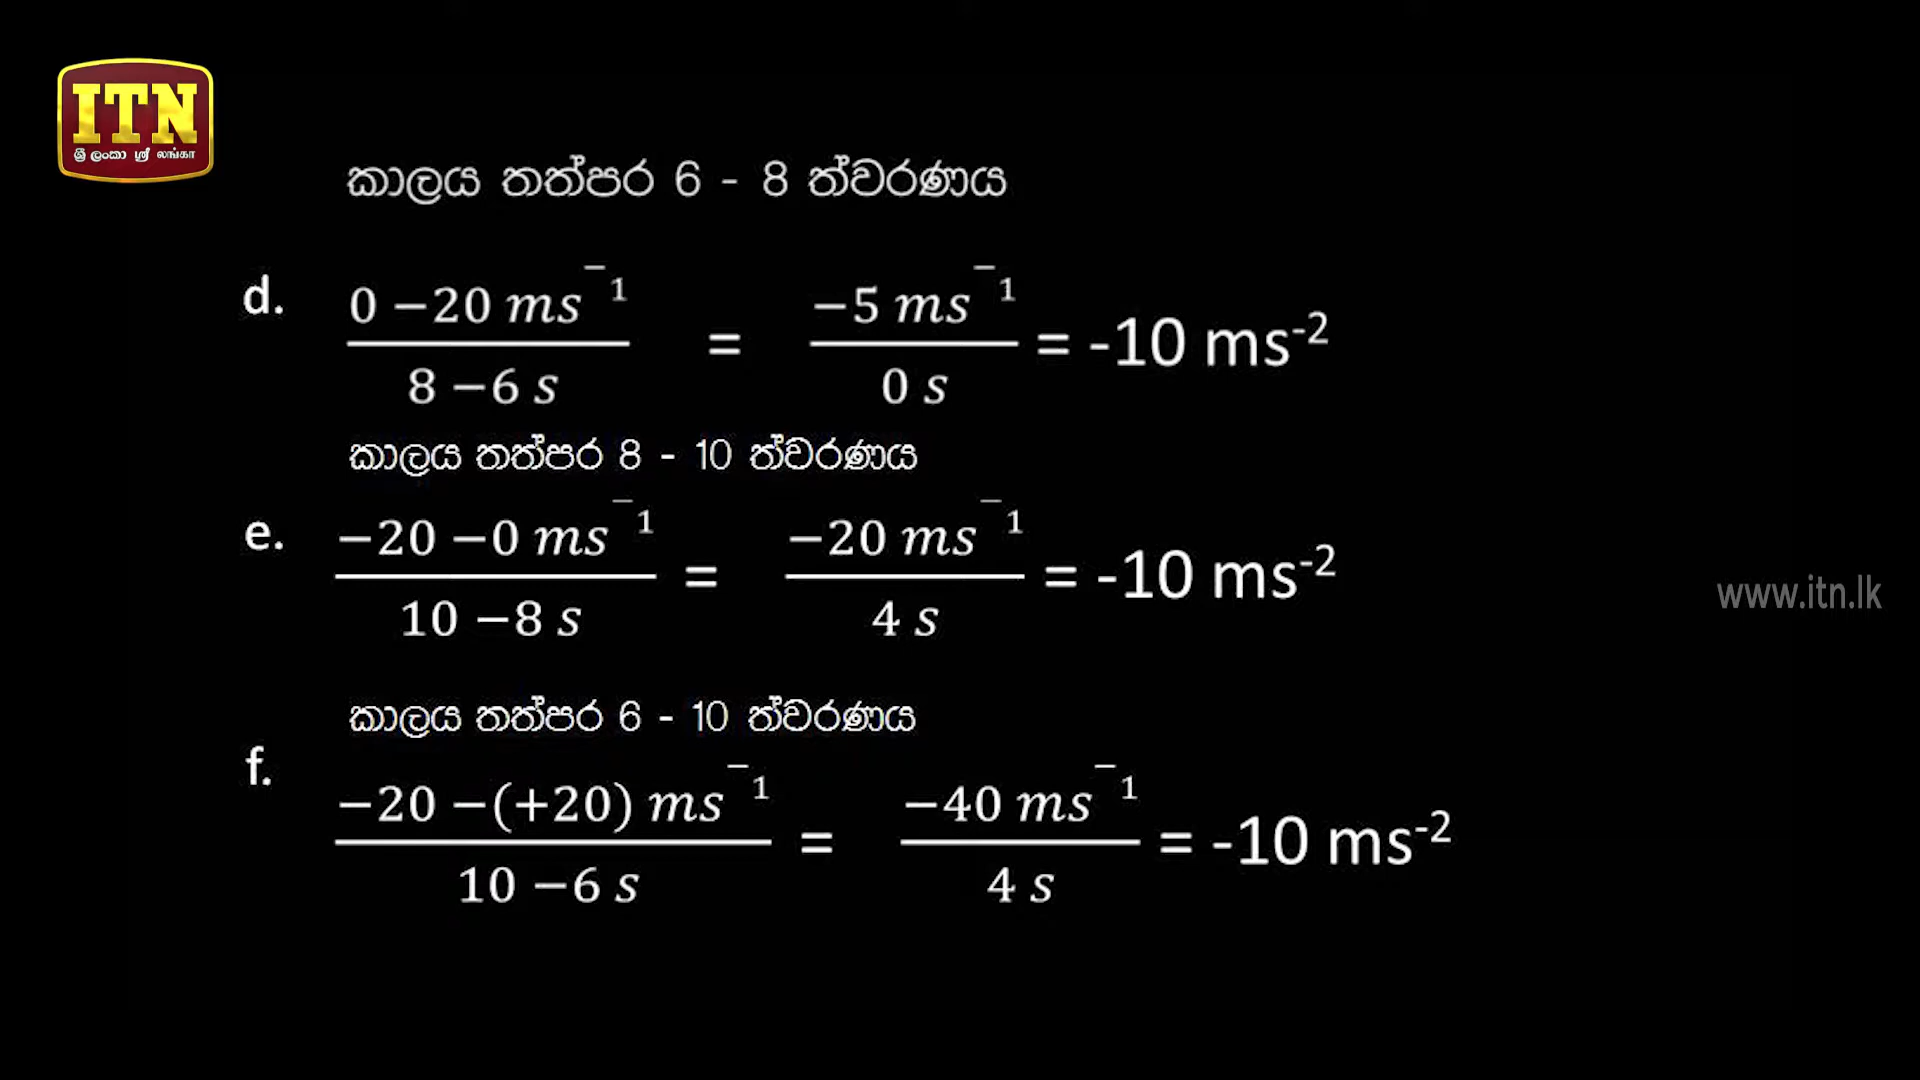 ITN
ශ්‍රී ලංකා ஸ்ரீ லங்கா
කාලය තත්පර 6 - 8 ත්වරණය
d. 0 −20 ms⁻¹ / 8 −6 s = −5 ms⁻¹ / 0 s = -10 ms⁻²
කාලය තත්පර 8 - 10 ත්වරණය
e. −20 −0 ms⁻¹ / 10 −8 s = −20 ms⁻¹ / 4 s = -10 ms⁻²
www.itn.lk
කාලය තත්පර 6 - 10 ත්වරණය
f. −20 −(+20) ms⁻¹ / 10 −6 s = −40 ms⁻¹ / 4 s = -10 ms⁻²